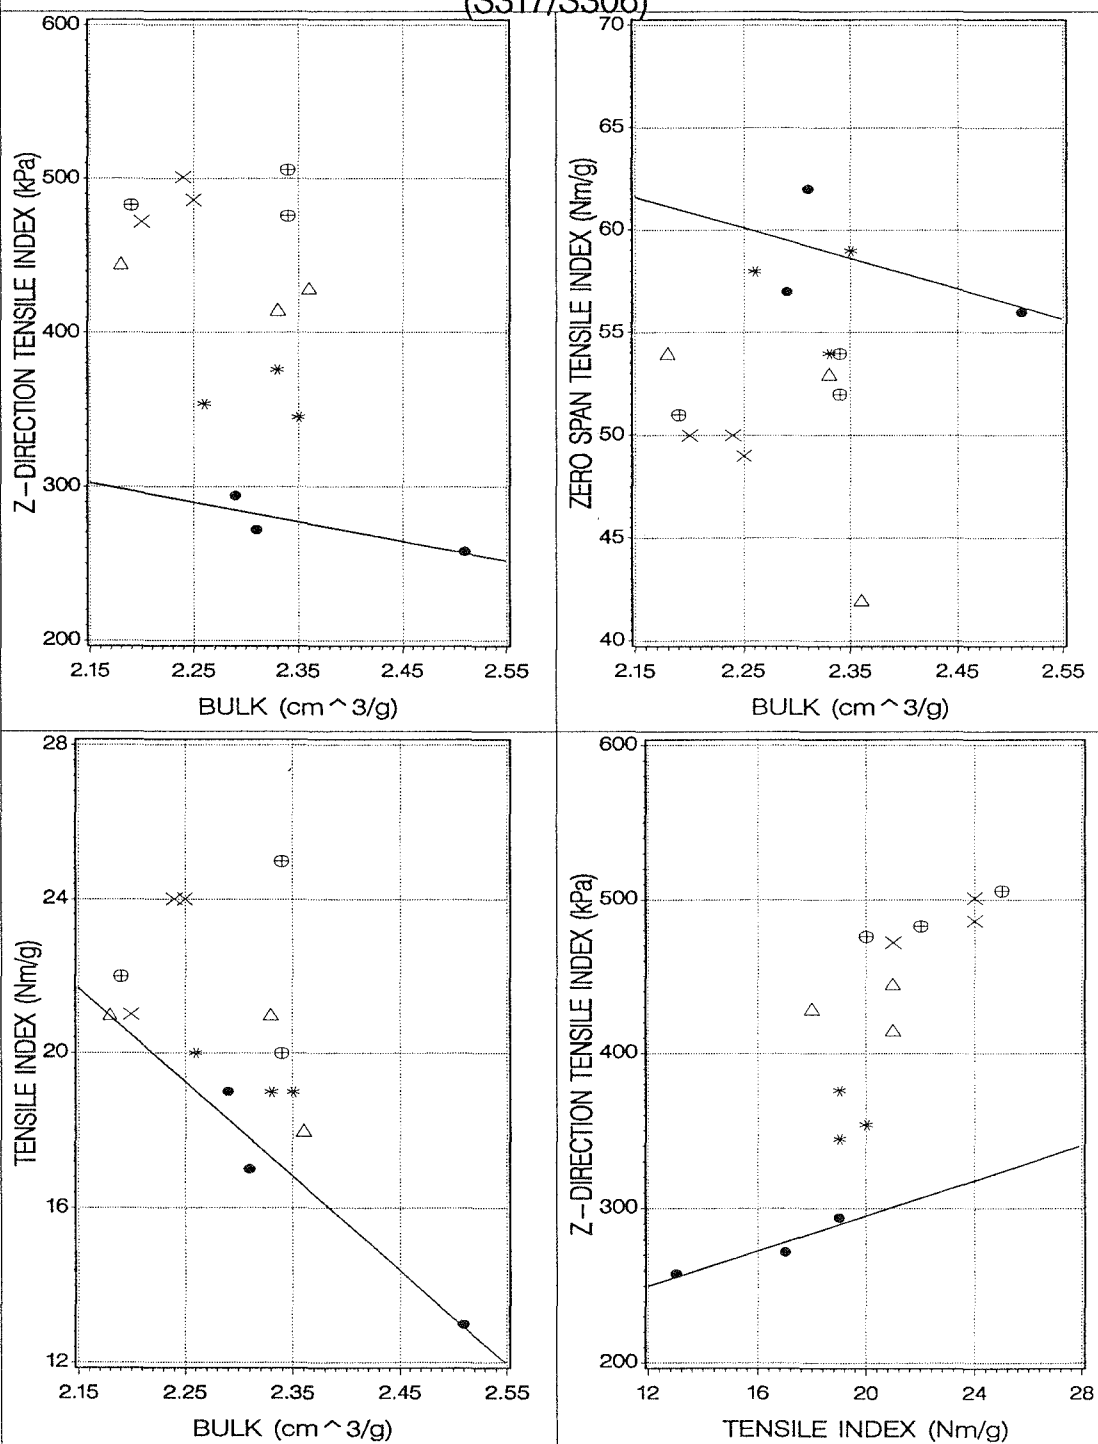 (S317/S306)
Z-DIRECTION TENSILE INDEX (kPa)
600
500
400
300
200
2.15 2.25 2.35 2.45 2.55
BULK (cm^3/g)
ZERO SPAN TENSILE INDEX (Nm/g)
70
65
60
55
50
45
40
2.15 2.25 2.35 2.45 2.55
BULK (cm^3/g)
TENSILE INDEX (Nm/g)
28
24
20
16
12
2.15 2.25 2.35 2.45 2.55
BULK (cm^3/g)
Z-DIRECTION TENSILE INDEX (kPa)
600
500
400
300
200
12 16 20 24 28
TENSILE INDEX (Nm/g)